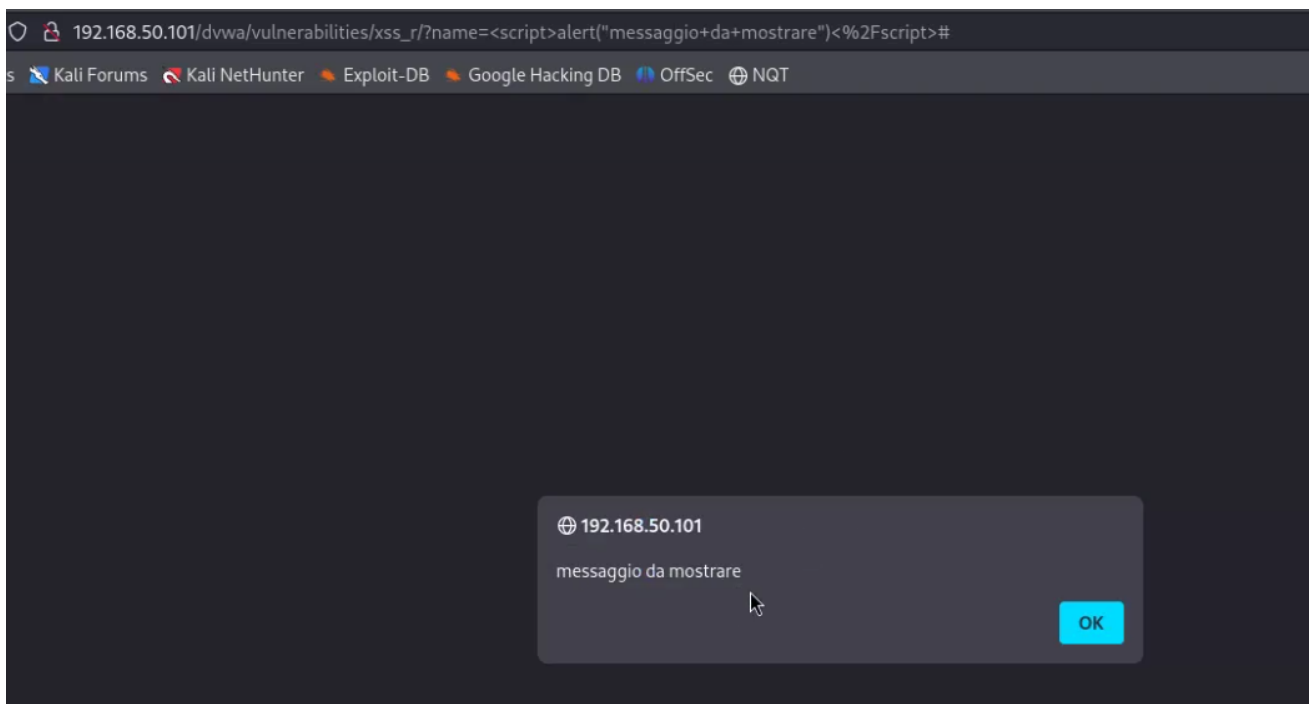 192.168.50.101/dvwa/vulnerabilities/xss_r/?name=<script>alert("messaggio+da+mostrare")<%2Fscript>#
s Kali Forums Kali NetHunter Exploit-DB Google Hacking DB OffSec NQT
192.168.50.101
messaggio da mostrare
OK